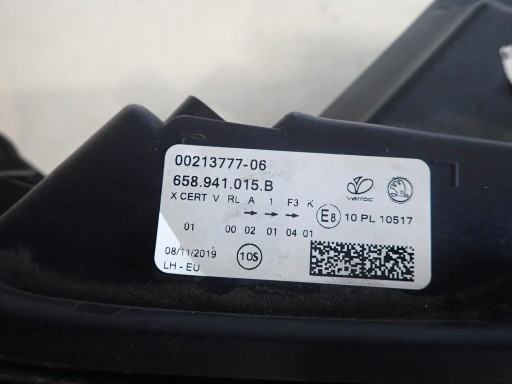 00213777-06
658.941.015.B
X CERT V RL A 1 F3 K
varroc
E8 10 PL 10517
01 00 02 01 04 01
08/11/2019
10S
LH - EU